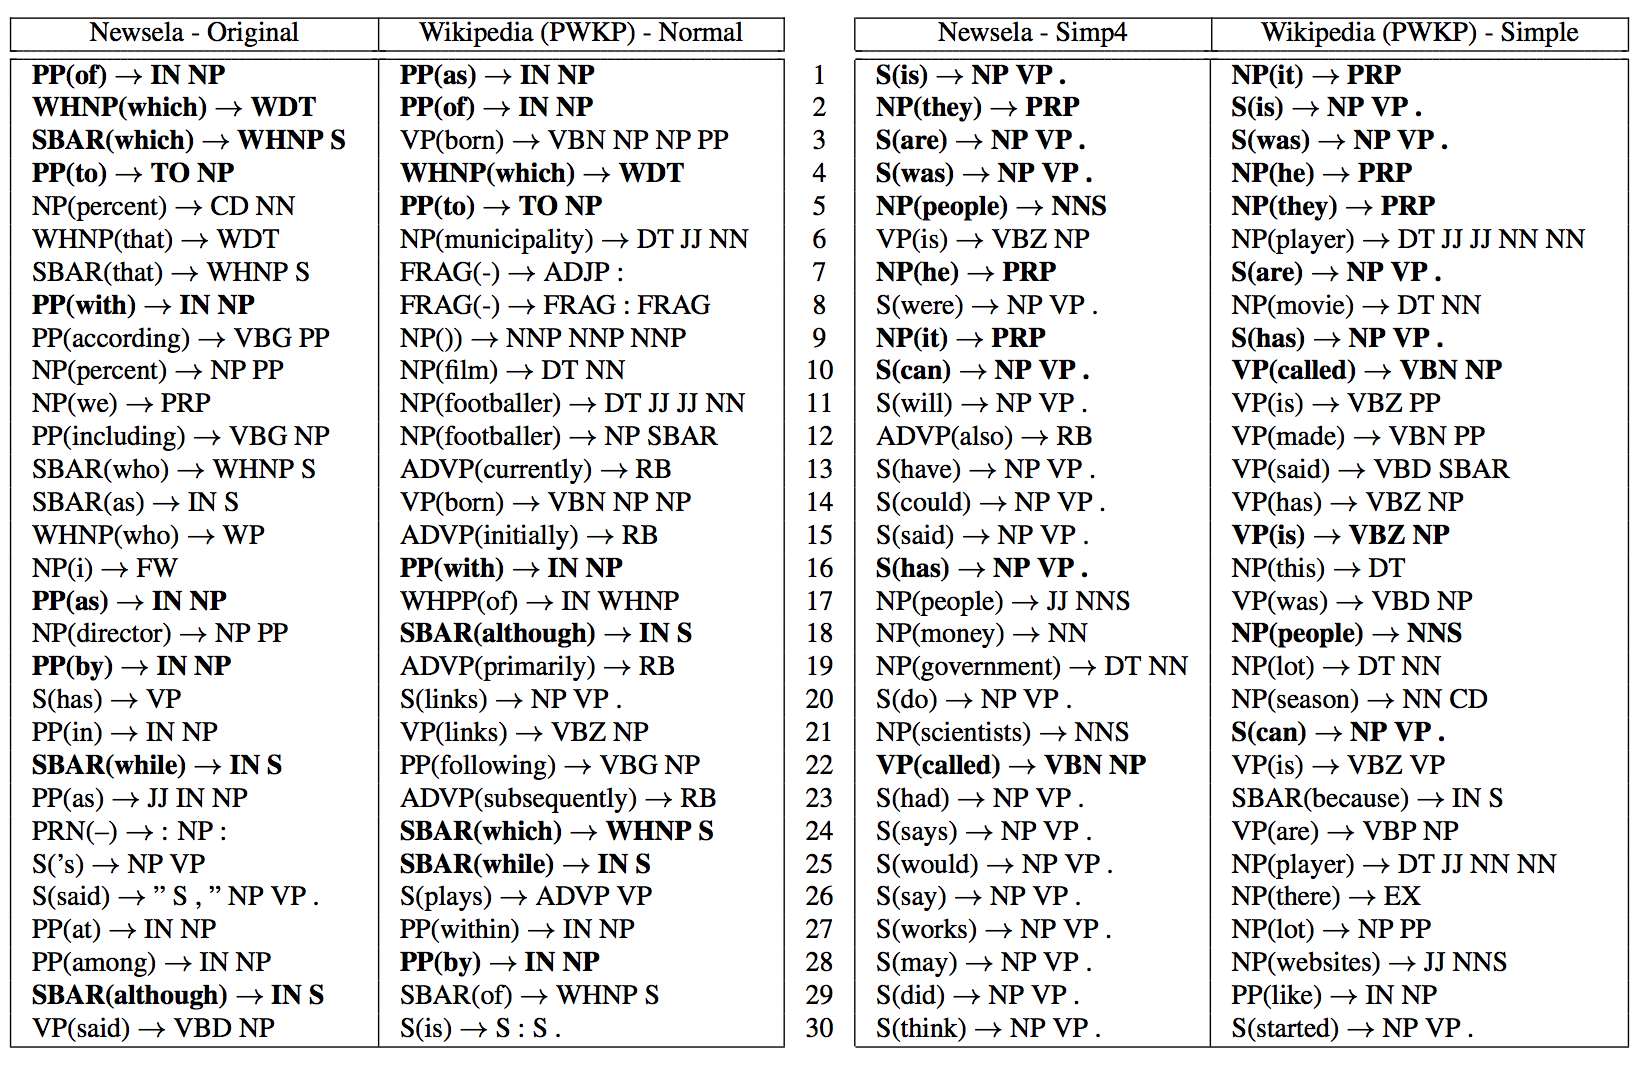 Newsela - Original Wikipedia (PWKP) - Normal Newsela - Simp4 Wikipedia (PWKP) - Simple
PP(of) → IN NP PP(as) → IN NP 1 S(is) → NP VP . NP(it) → PRP
WHNP(which) → WDT PP(of) → IN NP 2 NP(they) → PRP S(is) → NP VP .
SBAR(which) → WHNP S VP(born) → VBN NP NP PP 3 S(are) → NP VP . S(was) → NP VP .
PP(to) → TO NP WHNP(which) → WDT 4 S(was) → NP VP . NP(he) → PRP
NP(percent) → CD NN PP(to) → TO NP 5 NP(people) → NNS NP(they) → PRP
WHNP(that) → WDT NP(municipality) → DT JJ NN 6 VP(is) → VBZ NP NP(player) → DT JJ JJ NN NN
SBAR(that) → WHNP S FRAG(-) → ADJP : 7 NP(he) → PRP S(are) → NP VP .
PP(with) → IN NP FRAG(-) → FRAG : FRAG 8 S(were) → NP VP . NP(movie) → DT NN
PP(according) → VBG PP NP()) → NNP NNP NNP 9 NP(it) → PRP S(has) → NP VP .
NP(percent) → NP PP NP(film) → DT NN 10 S(can) → NP VP . VP(called) → VBN NP
NP(we) → PRP NP(footballer) → DT JJ JJ NN 11 S(will) → NP VP . VP(is) → VBZ PP
PP(including) → VBG NP NP(footballer) → NP SBAR 12 ADVP(also) → RB VP(made) → VBN PP
SBAR(who) → WHNP S ADVP(currently) → RB 13 S(have) → NP VP . VP(said) → VBD SBAR
SBAR(as) → IN S VP(born) → VBN NP NP 14 S(could) → NP VP . VP(has) → VBZ NP
WHNP(who) → WP ADVP(initially) → RB 15 S(said) → NP VP . VP(is) → VBZ NP
NP(i) → FW PP(with) → IN NP 16 S(has) → NP VP . NP(this) → DT
PP(as) → IN NP WHPP(of) → IN WHNP 17 NP(people) → JJ NNS VP(was) → VBD NP
NP(director) → NP PP SBAR(although) → IN S 18 NP(money) → NN NP(people) → NNS
PP(by) → IN NP ADVP(primarily) → RB 19 NP(government) → DT NN NP(lot) → DT NN
S(has) → VP S(links) → NP VP . 20 S(do) → NP VP . NP(season) → NN CD
PP(in) → IN NP VP(links) → VBZ NP 21 NP(scientists) → NNS S(can) → NP VP .
SBAR(while) → IN S PP(following) → VBG NP 22 VP(called) → VBN NP VP(is) → VBZ VP
PP(as) → JJ IN NP ADVP(subsequently) → RB 23 S(had) → NP VP . SBAR(because) → IN S
PRN(–) → : NP : SBAR(which) → WHNP S 24 S(says) → NP VP . VP(are) → VBP NP
S(’s) → NP VP SBAR(while) → IN S 25 S(would) → NP VP . NP(player) → DT JJ NN NN
S(said) → ” S , ” NP VP . S(plays) → ADVP VP 26 S(say) → NP VP . NP(there) → EX
PP(at) → IN NP PP(within) → IN NP 27 S(works) → NP VP . NP(lot) → NP PP
PP(among) → IN NP PP(by) → IN NP 28 S(may) → NP VP . NP(websites) → JJ NNS
SBAR(although) → IN S SBAR(of) → WHNP S 29 S(did) → NP VP . PP(like) → IN NP
VP(said) → VBD NP S(is) → S : S . 30 S(think) → NP VP . S(started) → NP VP .